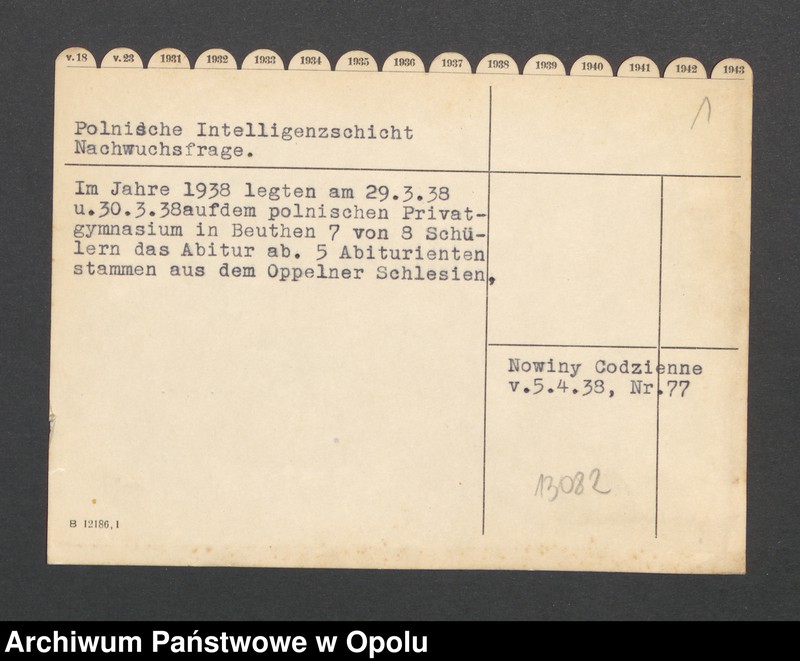 v.18 v.23 1931 1932 1933 1934 1935 1936 1937 1938 1939 1940 1941 1942 1943
1
Polnische Intelligenzschicht
Nachwuchsfrage.
Im Jahre 1938 legten am 29.3.38
u.30.3.38aufdem polnischen Privat-
gymnasium in Beuthen 7 von 8 Schü-
lern das Abitur ab. 5 Abiturienten
stammen aus dem Oppelner Schlesien,
Nowiny Codzienne
v.5.4.38, Nr.77
13082
B 12186, 1
Archiwum Państwowe w Opolu